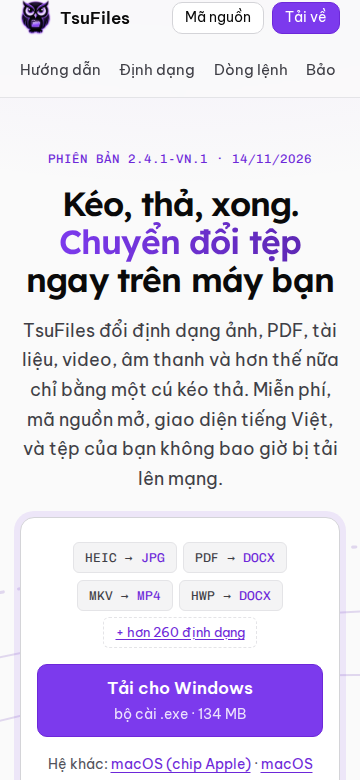 TsuFiles
Mã nguồn
Tải về
Hướng dẫn Định dạng Dòng lệnh Bảo
PHIÊN BẢN 2.4.1-VN.1 · 14/11/2026
Kéo, thả, xong.
Chuyển đổi tệp
ngay trên máy bạn
TsuFiles đổi định dạng ảnh, PDF, tài
liệu, video, âm thanh và hơn thế nữa
chỉ bằng một cú kéo thả. Miễn phí,
mã nguồn mở, giao diện tiếng Việt,
và tệp của bạn không bao giờ bị tải
lên mạng.
HEIC → JPG
PDF → DOCX
MKV → MP4
HWP → DOCX
+ hơn 260 định dạng
Tải cho Windows
bộ cài .exe · 134 MB
Hệ khác: macOS (chip Apple) · macOS